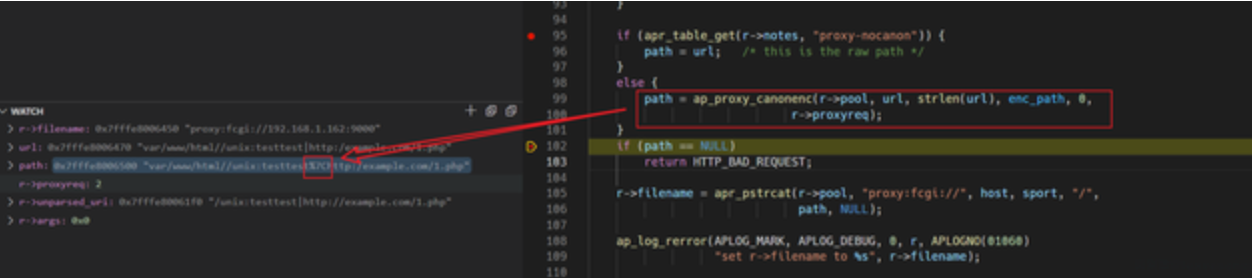 WATCH
> r->filename: 0x7fffe8006450 "proxy:fcgi://192.168.1.162:9000"
> url: 0x7fffe8006470 "var/www/html//unix:testtest|http:/example.com/1.php"
> path: 0x7fffe8006500 "var/www/html//unix:testtest%7Chttp:/example.com/1.php"
r->proxyreq: 2
> r->unparsed_uri: 0x7fffe80061f0 "/unix:testtest|http://example.com/1.php"
> r->args: 0x0
93 }
94
95 if (apr_table_get(r->notes, "proxy-nocanon")) {
96 path = url; /* this is the raw path */
97 }
98 else {
99 path = ap_proxy_canonenc(r->pool, url, strlen(url), enc_path, 0,
100 r->proxyreq);
101 }
102 if (path == NULL)
103 return HTTP_BAD_REQUEST;
104
105 r->filename = apr_pstrcat(r->pool, "proxy:fcgi://", host, sport, "/",
106 path, NULL);
107
108 ap_log_rerror(APLOG_MARK, APLOG_DEBUG, 0, r, APLOGNO(01060)
109 "set r->filename to %s", r->filename);
110